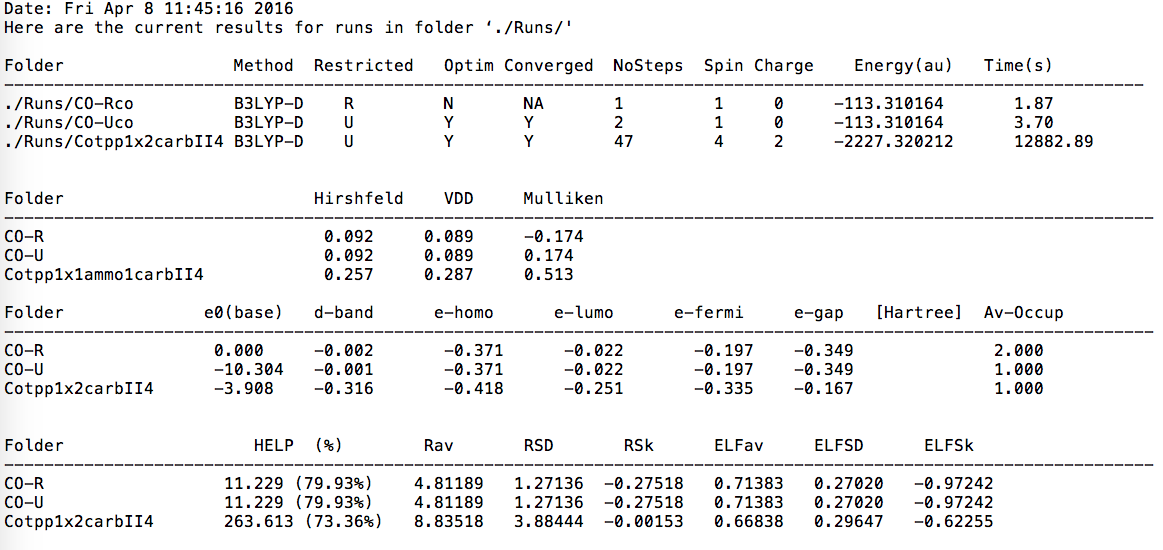 Date: Fri Apr 8 11:45:16 2016
Here are the current results for runs in folder ‘./Runs/'
Folder Method Restricted Optim Converged NoSteps Spin Charge Energy(au) Time(s)
./Runs/CO-Rco B3LYP-D R N NA 1 1 0 -113.310164 1.87
./Runs/CO-Uco B3LYP-D U Y Y 2 1 0 -113.310164 3.70
./Runs/Cotpp1x2carbII4 B3LYP-D U Y Y 47 4 2 -2227.320212 12882.89
Folder Hirshfeld VDD Mulliken
CO-R 0.092 0.089 -0.174
CO-U 0.092 0.089 0.174
Cotpp1x1ammo1carbII4 0.257 0.287 0.513
Folder e0(base) d-band e-homo e-lumo e-fermi e-gap [Hartree] Av-Occup
CO-R 0.000 -0.002 -0.371 -0.022 -0.197 -0.349 2.000
CO-U -10.304 -0.001 -0.371 -0.022 -0.197 -0.349 1.000
Cotpp1x2carbII4 -3.908 -0.316 -0.418 -0.251 -0.335 -0.167 1.000
Folder HELP (%) Rav RSD RSk ELFav ELFSD ELFSk
CO-R 11.229 (79.93%) 4.81189 1.27136 -0.27518 0.71383 0.27020 -0.97242
CO-U 11.229 (79.93%) 4.81189 1.27136 -0.27518 0.71383 0.27020 -0.97242
Cotpp1x2carbII4 263.613 (73.36%) 8.83518 3.88444 -0.00153 0.66838 0.29647 -0.62255